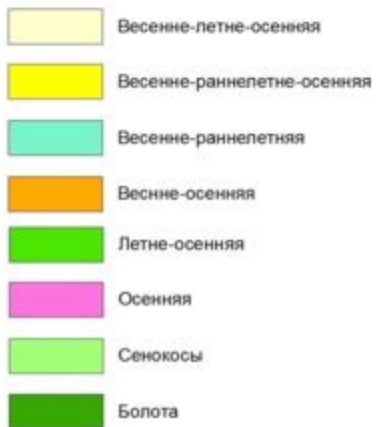 Весенне-летне-осенняя
Весенне-раннелетне-осенняя
Весенне-раннелетняя
Веснне-осенняя
Летне-осенняя
Осенняя
Сенокосы
Болота